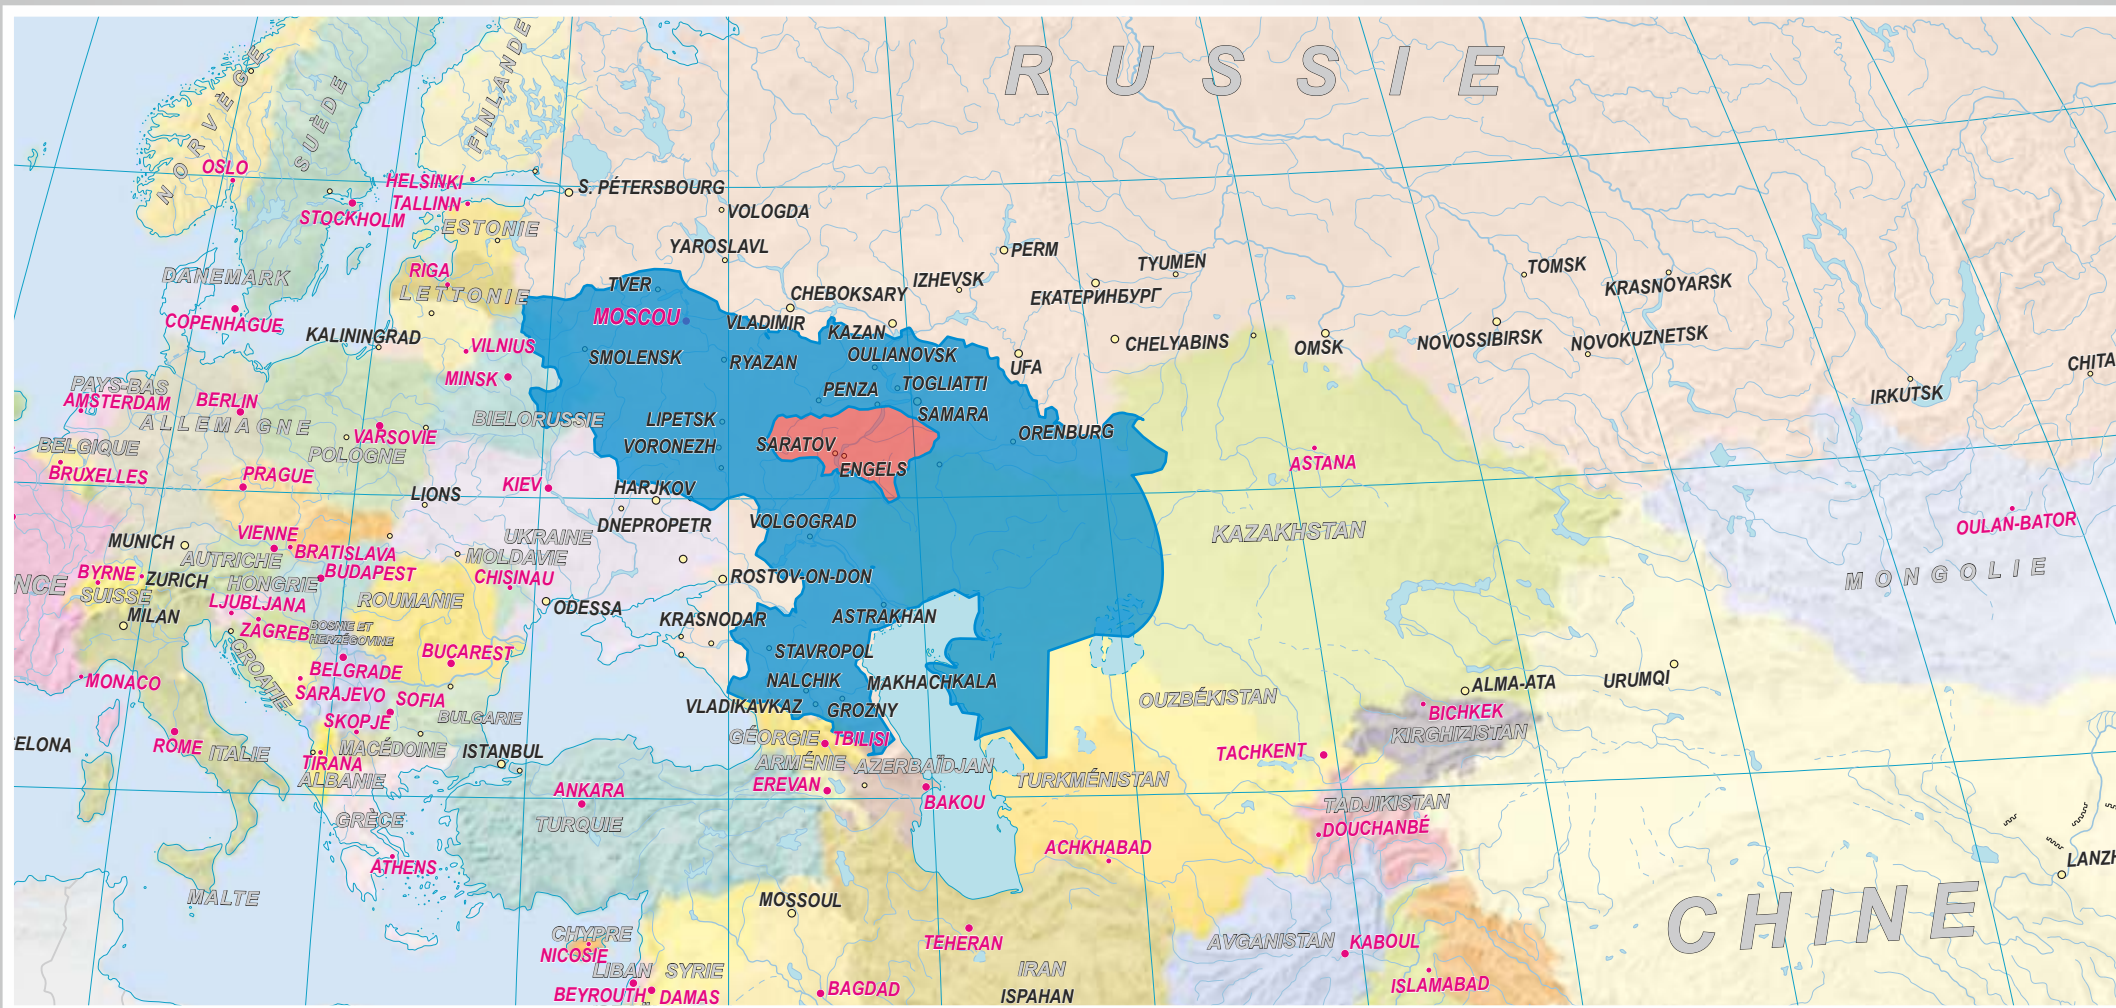 RUSSIE
NORVÈGE
SUÉDE
FINLANDE
OSLO
HELSINKI
TALLINN
STOCKHOLM
ESTONIE
S. PÉTERSBOURG
VOLOGDA
YAROSLAVL
PERM
TYUMEN
TOMSK
KRASNOYARSK
RIGA
LETTONIE
DANEMARK
TVER
IZHEVSK
CHEBOKSARY
ЕКАТЕРИНБУРГ
COPENHAGUE
MOSCOU
VLADIMIR
KAZAN
KALININGRAD
VILNIUS
CHELYABINS
OMSK
NOVOSSIBIRSK
NOVOKUZNETSK
SMOLENSK
RYAZAN
OULIANOVSK
UFA
CHITA
PAYS-BAS
AMSTERDAM
BERLIN
MINSK
PENZA
TOGLIATTI
IRKUTSK
ALLEMAGNE
BIELORUSSIE
LIPETSK
SAMARA
VARSOVIE
ORENBURG
BELGIQUE
POLOGNE
VORONEZH
SARATOV
ASTANA
BRUXELLES
PRAGUE
KIEV
ENGELS
LIONS
HARJKOV
DNEPROPETR
VOLGOGRAD
KAZAKHSTAN
OULAN-BATOR
MUNICH
VIENNE
BRATISLAVA
UKRAINE
MOLDAVIE
AUTRICHE
BYRNE
ZURICH
HONGRIE
BUDAPEST
CHISINAU
ROSTOV-ON-DON
MONGOLIE
NCE
SUISSE
LJUBLJANA
ROUMANIE
ODESSA
MILAN
ZAGREB
BOSNIE ET
HERZÉGOVINE
KRASNODAR
ASTRAKHAN
CROATIE
BELGRADE
BUCAREST
STAVROPOL
MONACO
SARAJEVO
SOFIA
NALCHIK
MAKHACHKALA
OUZBÉKISTAN
ALMA-ATA
URUMQI
SKOPJE
BULGARIE
VLADIKAVKAZ
GROZNY
BICHKEK
KIRGHIZISTAN
ELONA
ROME
ITALIE
MACÉDOINE
ISTANBUL
GÉORGIE
TBILISI
TACHKENT
TIRANA
ALBANIE
ARMÉNIE
AZERBAÏDJAN
TURKMÉNISTAN
ANKARA
EREVAN
BAKOU
TADJIKISTAN
GRÈCE
TURQUIE
DOUCHANBÉ
ATHENS
ACHKHABAD
LANZH
MALTE
MOSSOUL
CHINE
CHYPRE
NICOSIE
TEHERAN
AVGANISTAN
KABOUL
LIBAN
SYRIE
IRAN
ISLAMABAD
BEYROUTH
DAMAS
BAGDAD
ISPAHAN